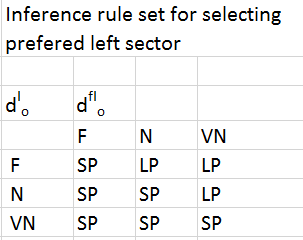 Inference rule set for selecting
prefered left sector
dˡₒ dᶠˡₒ
F N VN
F SP LP LP
N SP SP LP
VN SP SP SP